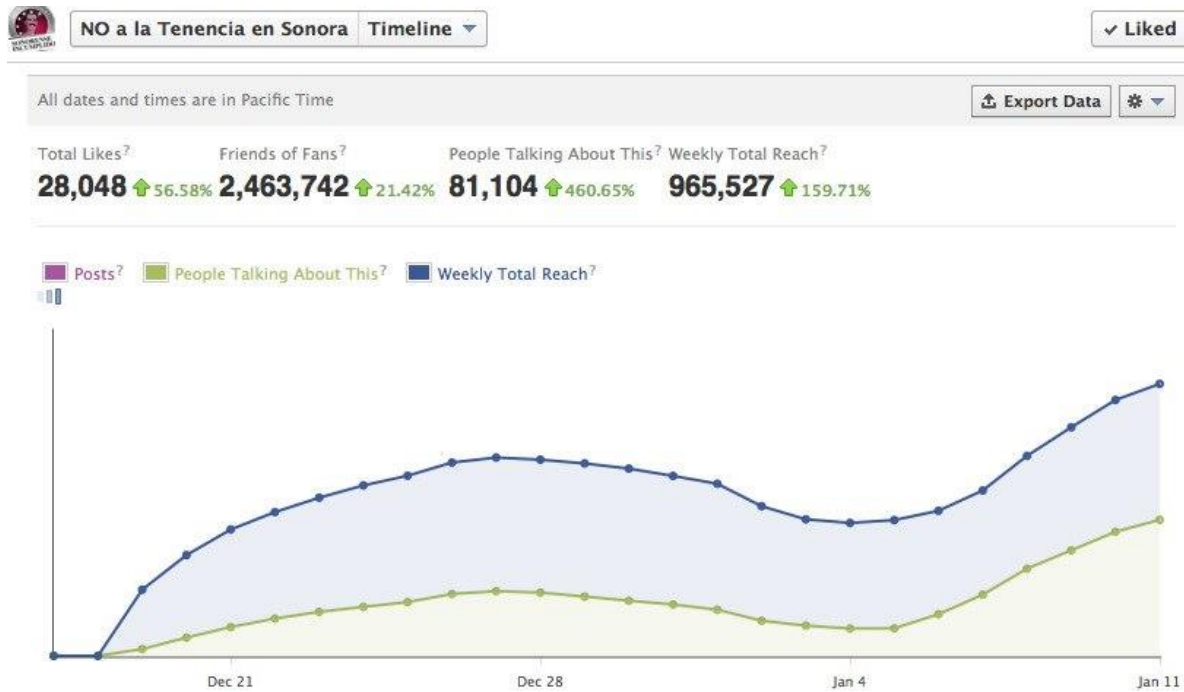 NO a la Tenencia en Sonora Timeline
✓ Liked
SONORENSE
INCUMPLIDO
All dates and times are in Pacific Time
Export Data
Total Likes? Friends of Fans? People Talking About This? Weekly Total Reach?
28,048 56.58% 2,463,742 21.42% 81,104 460.65% 965,527 159.71%
Posts? People Talking About This? Weekly Total Reach?
Dec 21 Dec 28 Jan 4 Jan 11